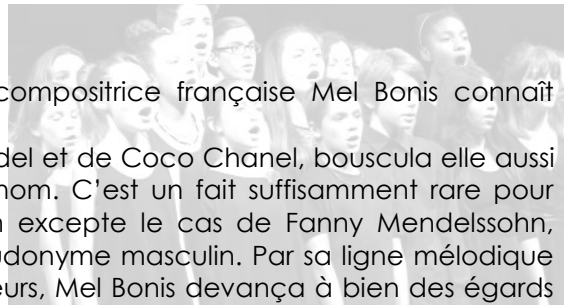 compositrice française Mel Bonis connaît
del et de Coco Chanel, bouscula elle aussi
nom. C’est un fait suffisamment rare pour
excepte le cas de Fanny Mendelssohn,
udonyme masculin. Par sa ligne mélodique
eurs, Mel Bonis devança à bien des égards